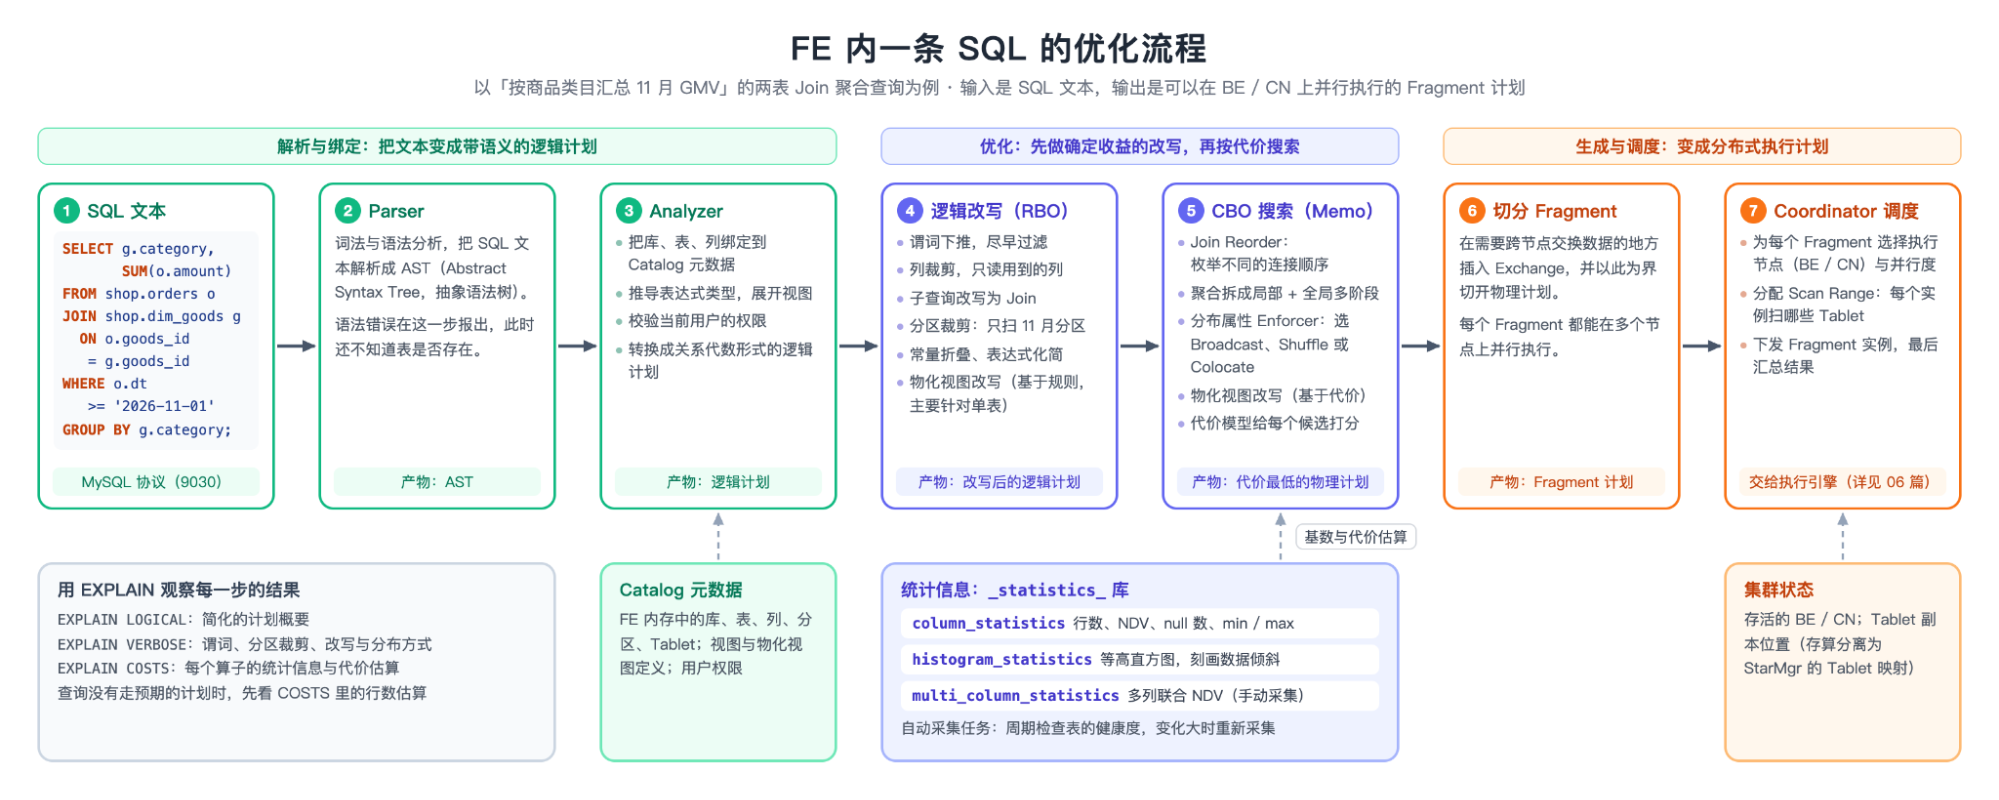 FE 内一条 SQL 的优化流程
以「按商品类目汇总 11 月 GMV」的两表 Join 聚合查询为例 · 输入是 SQL 文本，输出是可以在 BE / CN 上并行执行的 Fragment 计划
解析与绑定：把文本变成带语义的逻辑计划
优化：先做确定收益的改写，再按代价搜索
生成与调度：变成分布式执行计划
1 SQL 文本
SELECT g.category,
SUM(o.amount)
FROM shop.orders o
JOIN shop.dim_goods g
ON o.goods_id
= g.goods_id
WHERE o.dt
>= '2026-11-01'
GROUP BY g.category;
MySQL 协议（9030）
2 Parser
词法与语法分析，把 SQL 文
本解析成 AST（Abstract
Syntax Tree，抽象语法树）。
语法错误在这一步报出，此时
还不知道表是否存在。
产物：AST
3 Analyzer
把库、表、列绑定到
Catalog 元数据
推导表达式类型，展开视图
校验当前用户的权限
转换成关系代数形式的逻辑
计划
产物：逻辑计划
4 逻辑改写（RBO）
谓词下推，尽早过滤
列裁剪，只读用到的列
子查询改写为 Join
分区裁剪：只扫 11 月分区
常量折叠、表达式化简
物化视图改写（基于规则，
主要针对单表）
产物：改写后的逻辑计划
5 CBO 搜索（Memo）
Join Reorder：
枚举不同的连接顺序
聚合拆成局部 + 全局多阶段
分布属性 Enforcer：选
Broadcast、Shuffle 或
Colocate
物化视图改写（基于代价）
代价模型给每个候选打分
产物：代价最低的物理计划
6 切分 Fragment
在需要跨节点交换数据的地方
插入 Exchange，并以此为界
切开物理计划。
每个 Fragment 都能在多个节
点上并行执行。
产物：Fragment 计划
7 Coordinator 调度
为每个 Fragment 选择执行
节点（BE / CN）与并行度
分配 Scan Range：每个实
例扫哪些 Tablet
下发 Fragment 实例，最后
汇总结果
交给执行引擎（详见 06 篇）
基数与代价估算
用 EXPLAIN 观察每一步的结果
EXPLAIN LOGICAL：简化的计划概要
EXPLAIN VERBOSE：谓词、分区裁剪、改写与分布方式
EXPLAIN COSTS：每个算子的统计信息与代价估算
查询没有走预期的计划时，先看 COSTS 里的行数估算
Catalog 元数据
FE 内存中的库、表、列、分
区、Tablet；视图与物化视
图定义；用户权限
统计信息：_statistics_ 库
column_statistics 行数、NDV、null 数、min / max
histogram_statistics 等高直方图，刻画数据倾斜
multi_column_statistics 多列联合 NDV（手动采集）
自动采集任务：周期检查表的健康度，变化大时重新采集
集群状态
存活的 BE / CN；Tablet 副
本位置（存算分离为
StarMgr 的 Tablet 映射）